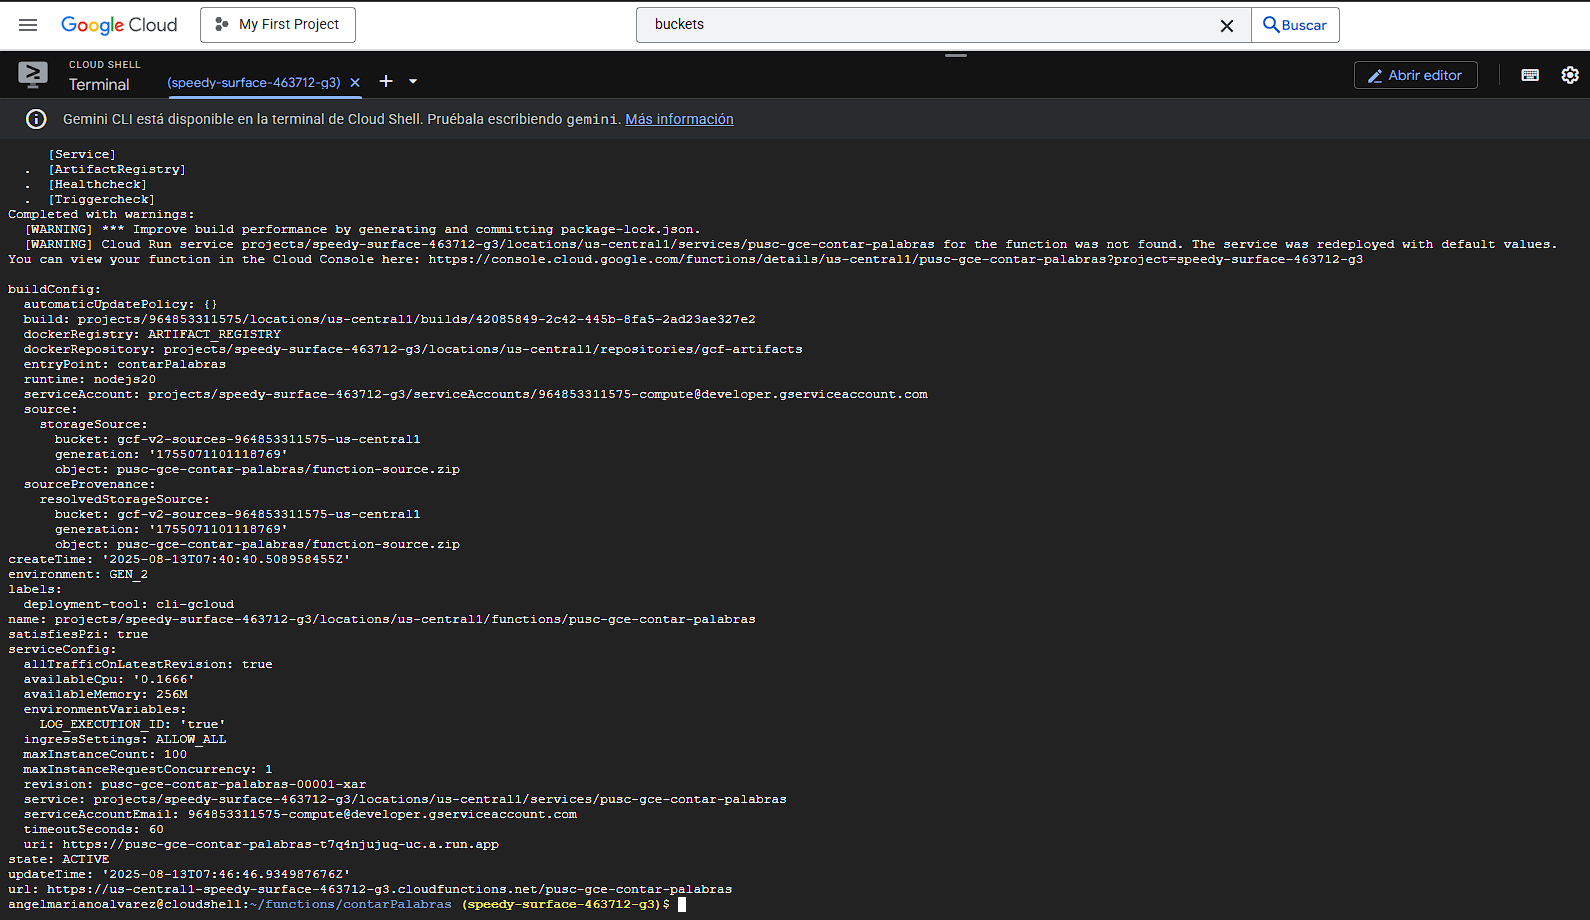 Google Cloud
My First Project
buckets
Buscar
CLOUD SHELL
Terminal
(speedy-surface-463712-g3)
Abrir editor
Gemini CLI está disponible en la terminal de Cloud Shell. Pruébala escribiendo gemini. Más información
[Service]
. [ArtifactRegistry]
. [Healthcheck]
. [Triggercheck]
Completed with warnings:
[WARNING] *** Improve build performance by generating and committing package-lock.json.
[WARNING] Cloud Run service projects/speedy-surface-463712-g3/locations/us-central1/services/pusc-gce-contar-palabras for the function was not found. The service was redeployed with default values.
You can view your function in the Cloud Console here: https://console.cloud.google.com/functions/details/us-central1/pusc-gce-contar-palabras?project=speedy-surface-463712-g3
buildConfig:
automaticUpdatePolicy: {}
build: projects/964853311575/locations/us-central1/builds/42085849-2c42-445b-8fa5-2ad23ae327e2
dockerRegistry: ARTIFACT_REGISTRY
dockerRepository: projects/speedy-surface-463712-g3/locations/us-central1/repositories/gcf-artifacts
entryPoint: contarPalabras
runtime: nodejs20
serviceAccount: projects/speedy-surface-463712-g3/serviceAccounts/964853311575-compute@developer.gserviceaccount.com
source:
storageSource:
bucket: gcf-v2-sources-964853311575-us-central1
generation: '1755071101118769'
object: pusc-gce-contar-palabras/function-source.zip
sourceProvenance:
resolvedStorageSource:
bucket: gcf-v2-sources-964853311575-us-central1
generation: '1755071101118769'
object: pusc-gce-contar-palabras/function-source.zip
createTime: '2025-08-13T07:40:40.508958455Z'
environment: GEN_2
labels:
deployment-tool: cli-gcloud
name: projects/speedy-surface-463712-g3/locations/us-central1/functions/pusc-gce-contar-palabras
satisfiesPzi: true
serviceConfig:
allTrafficOnLatestRevision: true
availableCpu: '0.1666'
availableMemory: 256M
environmentVariables:
LOG_EXECUTION_ID: 'true'
ingressSettings: ALLOW_ALL
maxInstanceCount: 100
maxInstanceRequestConcurrency: 1
revision: pusc-gce-contar-palabras-00001-xar
service: projects/speedy-surface-463712-g3/locations/us-central1/services/pusc-gce-contar-palabras
serviceAccountEmail: 964853311575-compute@developer.gserviceaccount.com
timeoutSeconds: 60
uri: https://pusc-gce-contar-palabras-t7q4njujuq-uc.a.run.app
state: ACTIVE
updateTime: '2025-08-13T07:46:46.934987676Z'
url: https://us-central1-speedy-surface-463712-g3.cloudfunctions.net/pusc-gce-contar-palabras
angelmarianoalvarez@cloudshell:~/functions/contarPalabras (speedy-surface-463712-g3)$